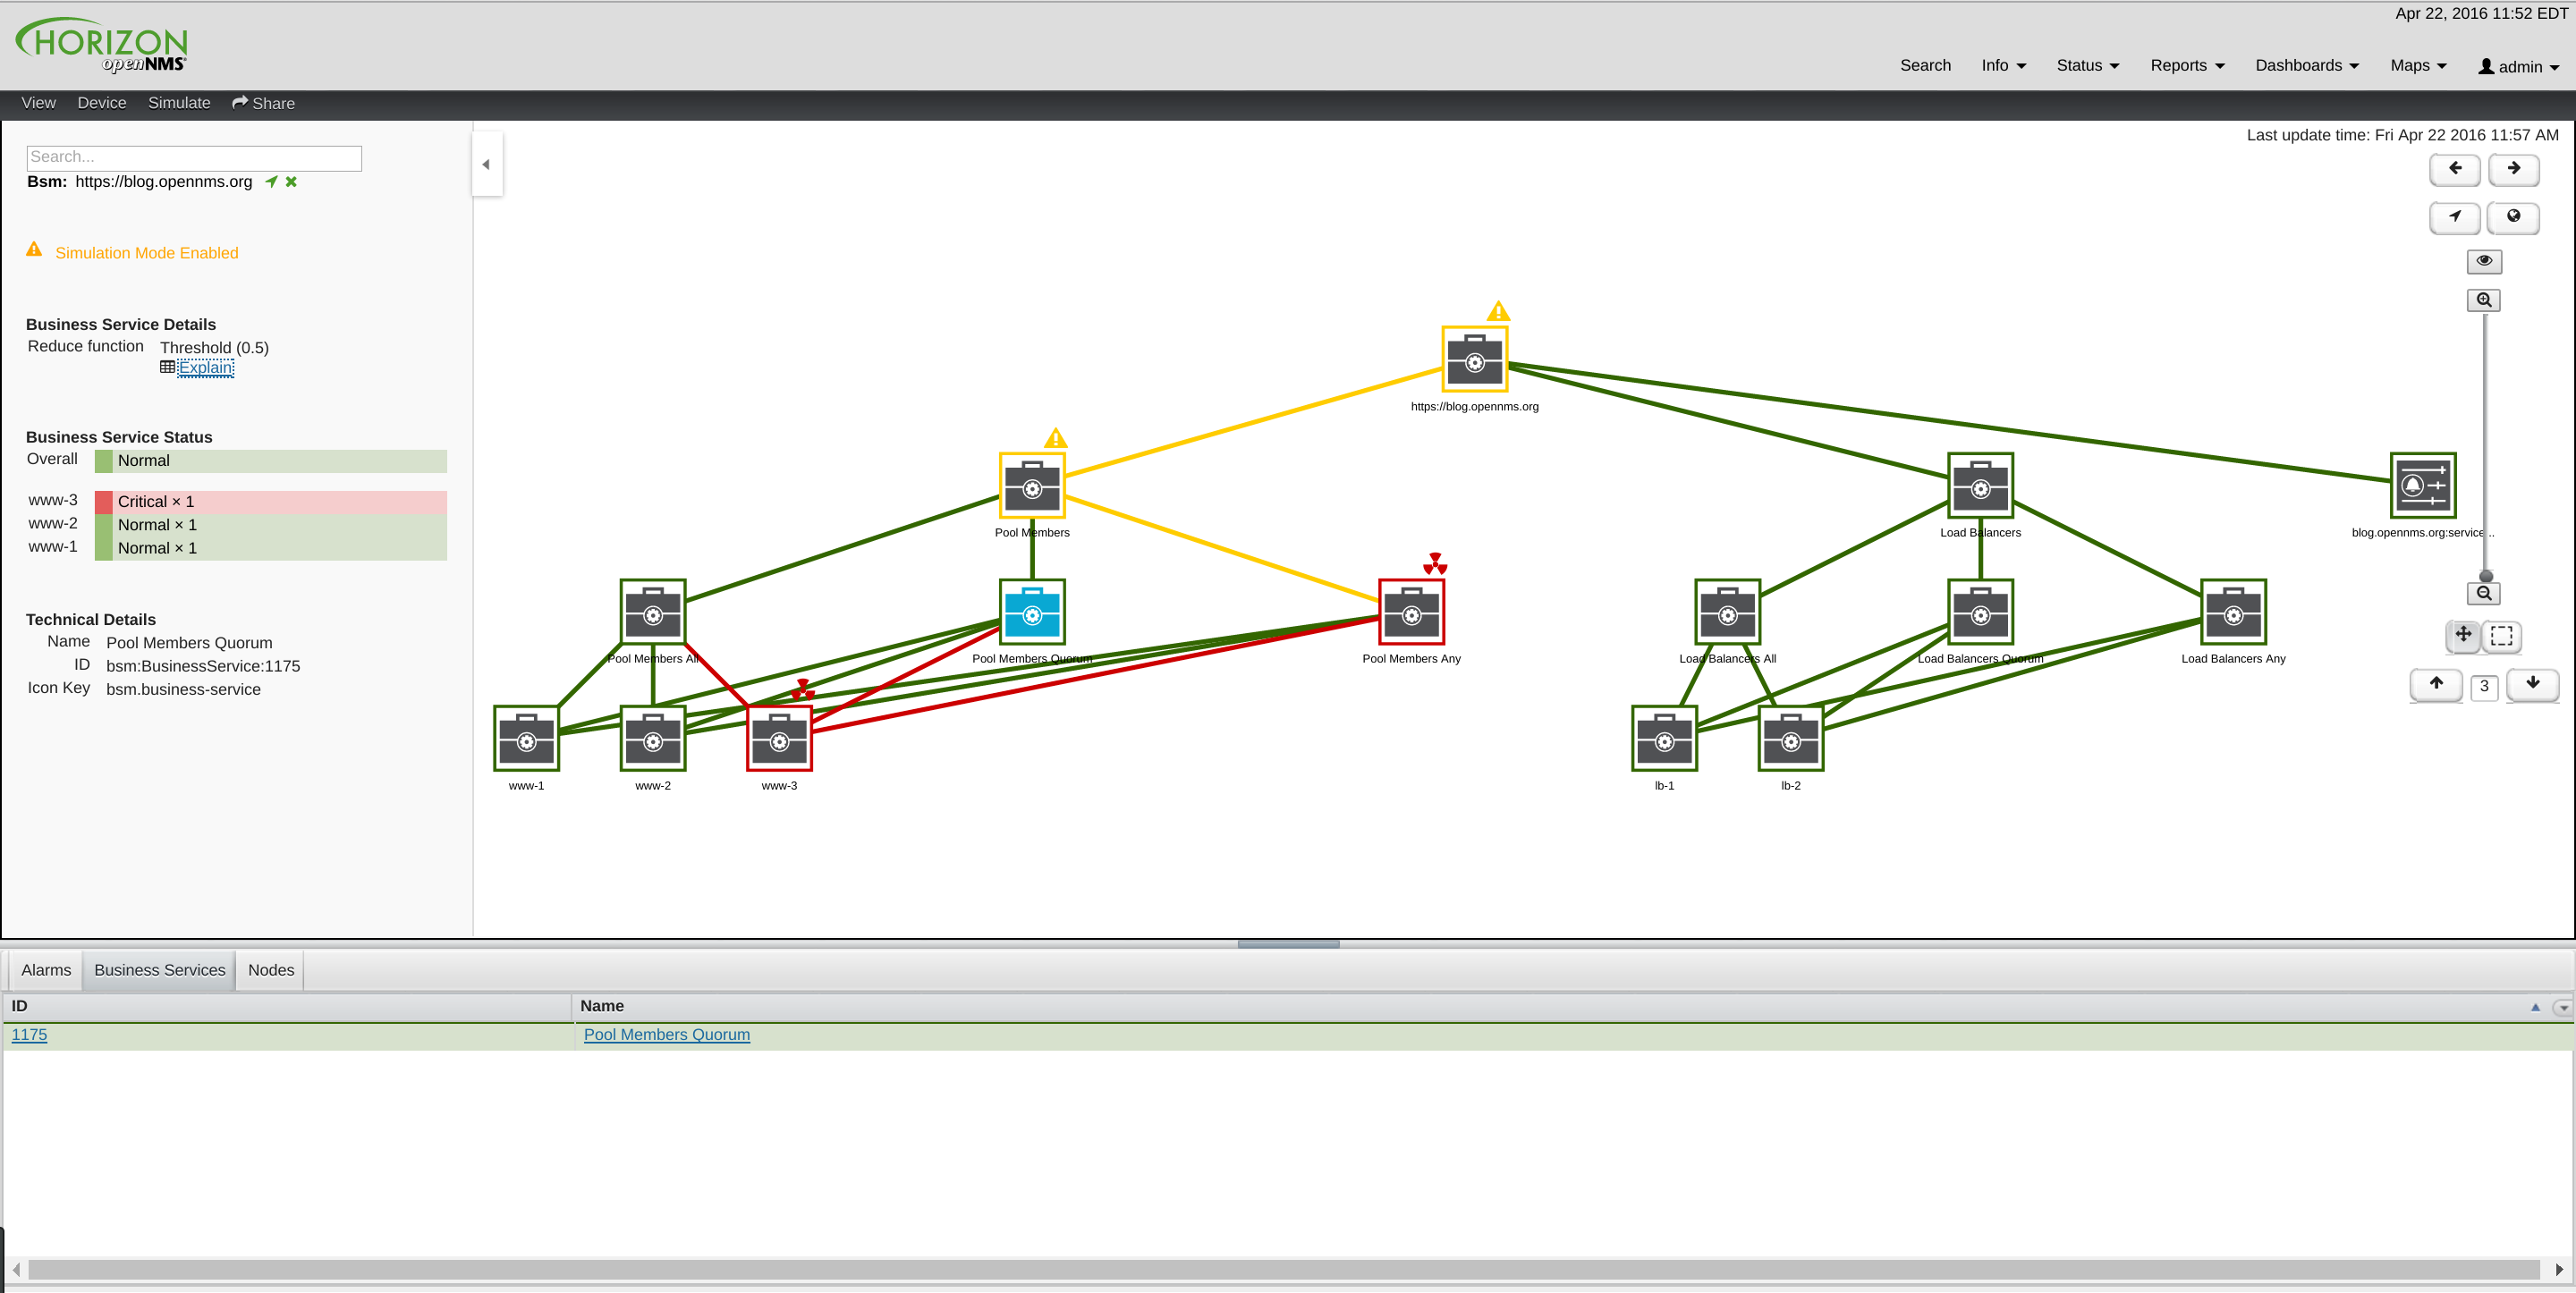 Apr 22, 2016 11:52 EDT
HORIZON
openNMS
Search Info Status Reports Dashboards Maps admin
View Device Simulate Share
Last update time: Fri Apr 22 2016 11:57 AM
Search...
Bsm: https://blog.opennms.org
Simulation Mode Enabled
Business Service Details
Reduce function Threshold (0.5)
Explain
Business Service Status
Overall Normal
www-3 Critical × 1
www-2 Normal × 1
www-1 Normal × 1
Technical Details
Name Pool Members Quorum
ID bsm:BusinessService:1175
Icon Key bsm.business-service
https://blog.opennms.org
Pool Members Load Balancers blog.opennms.org:service...
Pool Members All Pool Members Quorum Pool Members Any Load Balancers All Load Balancers Quorum Load Balancers Any
3
www-1 www-2 www-3 lb-1 lb-2
Alarms Business Services Nodes
ID Name
1175 Pool Members Quorum